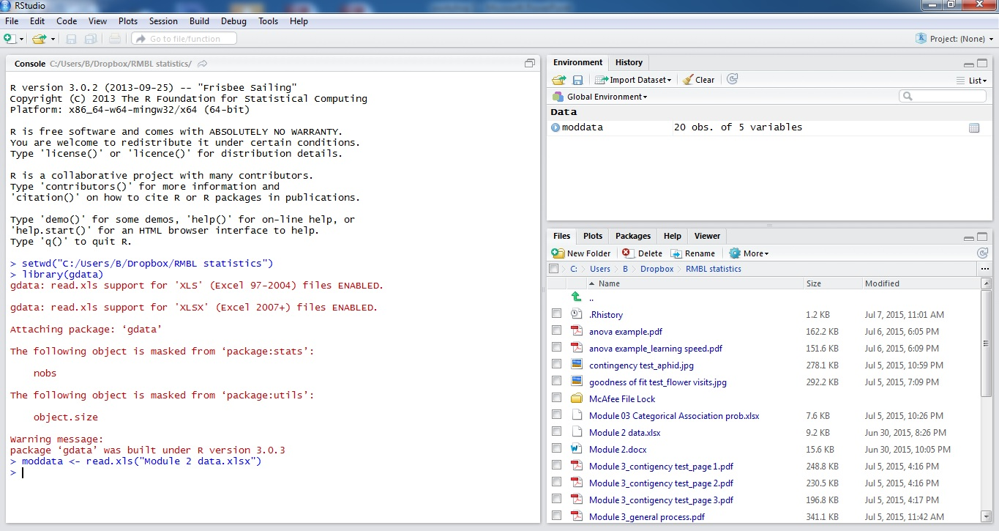 RStudio
File Edit Code View Plots Session Build Debug Tools Help
Go to file/function
Project: (None)
Console C:/Users/B/Dropbox/RMBL statistics/
R version 3.0.2 (2013-09-25) -- "Frisbee Sailing"
Copyright (C) 2013 The R Foundation for Statistical Computing
Platform: x86_64-w64-mingw32/x64 (64-bit)
R is free software and comes with ABSOLUTELY NO WARRANTY.
You are welcome to redistribute it under certain conditions.
Type 'license()' or 'licence()' for distribution details.
R is a collaborative project with many contributors.
Type 'contributors()' for more information and
'citation()' on how to cite R or R packages in publications.
Type 'demo()' for some demos, 'help()' for on-line help, or
'help.start()' for an HTML browser interface to help.
Type 'q()' to quit R.
> setwd("C:/Users/B/Dropbox/RMBL statistics")
> library(gdata)
gdata: read.xls support for 'XLS' (Excel 97-2004) files ENABLED.
gdata: read.xls support for 'XLSX' (Excel 2007+) files ENABLED.
Attaching package: ‘gdata’
The following object is masked from ‘package:stats’:
nobs
The following object is masked from ‘package:utils’:
object.size
Warning message:
package ‘gdata’ was built under R version 3.0.3
> moddata <- read.xls("Module 2 data.xlsx")
>
Environment History
Import Dataset Clear List
Global Environment
Data
moddata 20 obs. of 5 variables
Files Plots Packages Help Viewer
New Folder Delete Rename More
C: Users B Dropbox RMBL statistics ...
Name Size Modified
..
.Rhistory 1.2 KB Jul 7, 2015, 11:01 AM
anova example.pdf 162.2 KB Jul 6, 2015, 6:05 PM
anova example_learning speed.pdf 151.6 KB Jul 6, 2015, 6:09 PM
contingency test_aphid.jpg 278.1 KB Jul 5, 2015, 10:59 PM
goodness of fit test_flower visits.jpg 292.2 KB Jul 5, 2015, 7:09 PM
McAfee File Lock
Module 03 Categorical Association prob.xlsx 7.6 KB Jul 5, 2015, 10:26 PM
Module 2 data.xlsx 9.2 KB Jun 30, 2015, 8:26 PM
Module 2.docx 15.6 KB Jun 30, 2015, 10:05 PM
Module 3_contigency test_page 1.pdf 248.8 KB Jul 5, 2015, 4:16 PM
Module 3_contigency test_page 2.pdf 230.5 KB Jul 5, 2015, 4:16 PM
Module 3_contigency test_page 3.pdf 196.8 KB Jul 5, 2015, 4:17 PM
Module 3_general process.pdf 341.1 KB Jul 5, 2015, 11:42 AM